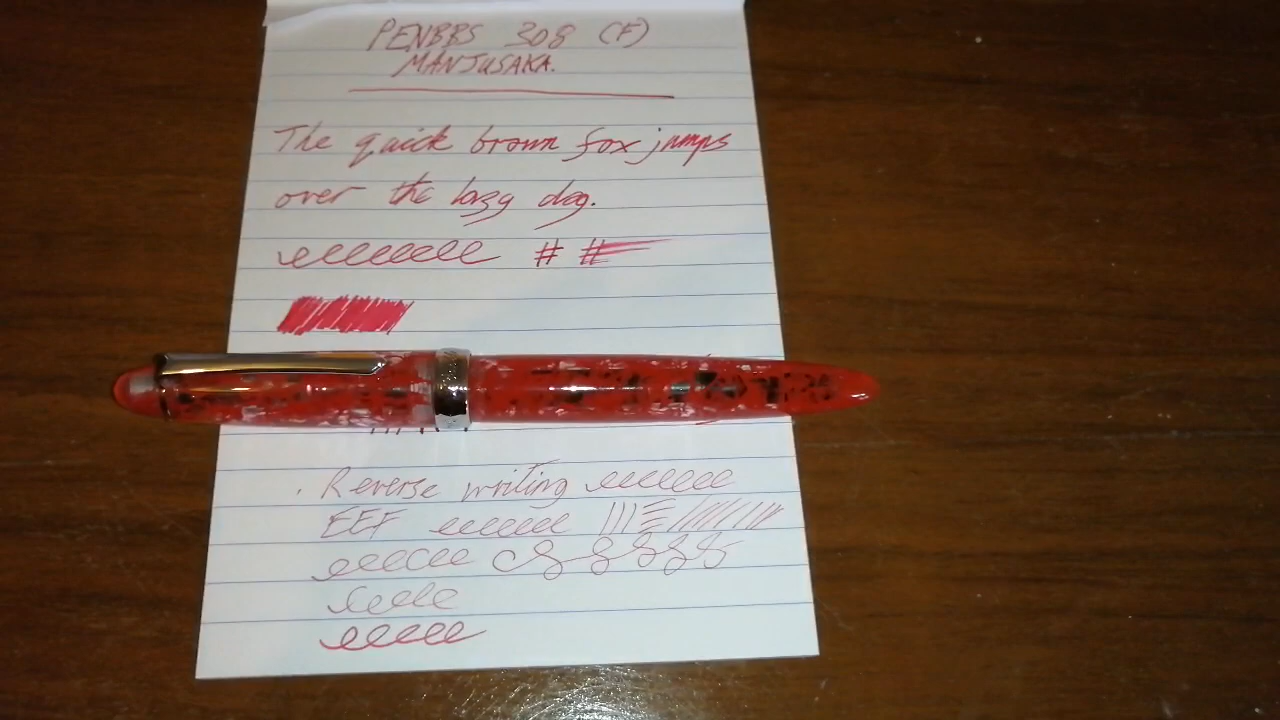 PENBBS 308 (F)
MANJUSAKA.
The quick brown fox jumps
over the lazy dog.
# #
. Reverse writing
EEF